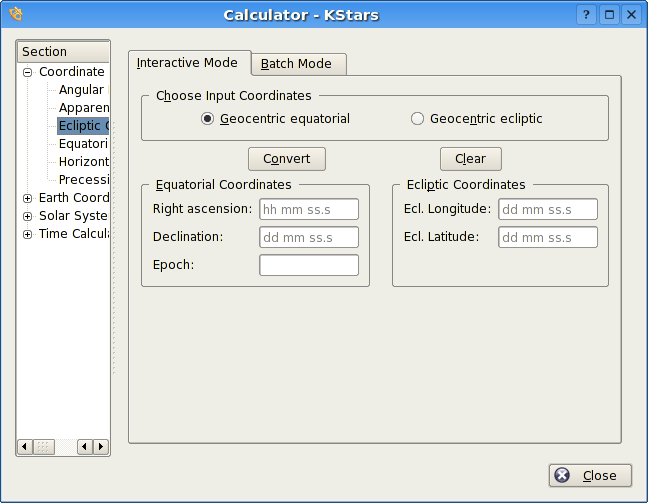 Calculator - KStars
Section
Coordinate
Angular
Apparen
Ecliptic C
Equatori
Horizont
Precessi
Earth Coord
Solar Syste
Time Calcul
Interactive Mode
Batch Mode
Choose Input Coordinates
Geocentric equatorial
Geocentric ecliptic
Convert
Clear
Equatorial Coordinates
Right ascension: hh mm ss.s
Declination: dd mm ss.s
Epoch:
Ecliptic Coordinates
Ecl. Longitude: dd mm ss.s
Ecl. Latitude: dd mm ss.s
Close